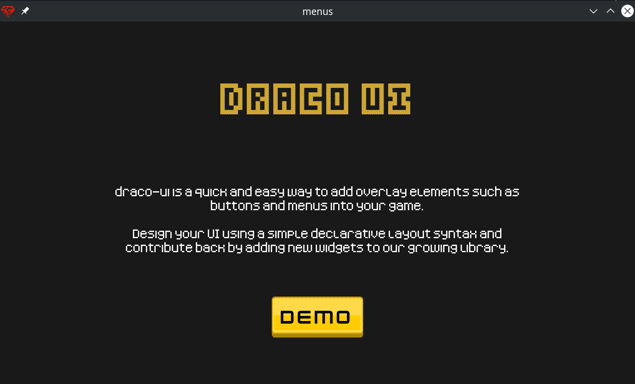 menus
DRACO UI
draco-ui is a quick and easy way to add overlay elements such as
buttons and menus into your game.
Design your UI using a simple declarative layout syntax and
contribute back by adding new widgets to our growing library.
DEMO